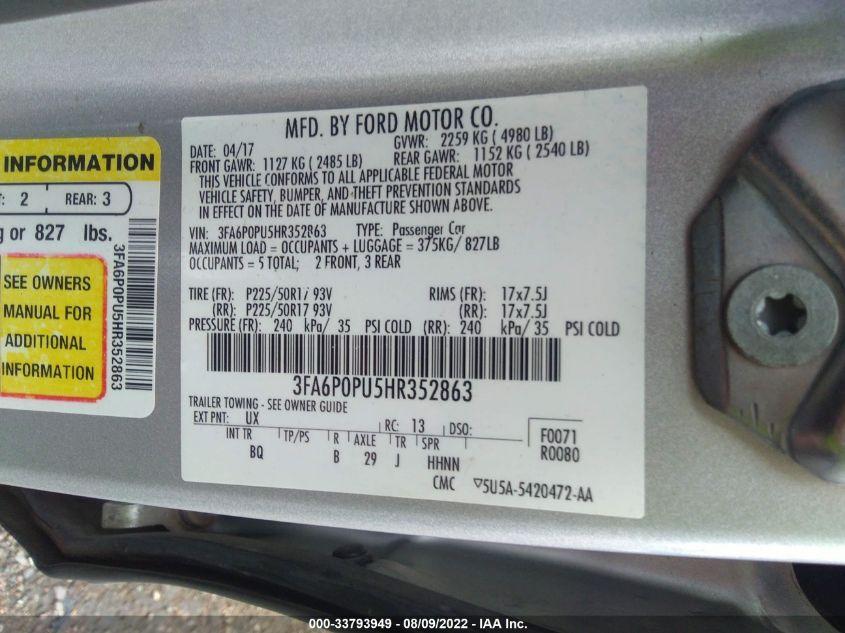 INFORMATION
2 REAR: 3
or 827 lbs.
SEE OWNERS
MANUAL FOR
ADDITIONAL
INFORMATION
3FA6P0PU5HR352863
MFD. BY FORD MOTOR CO.
DATE: 04/17 GVWR: 2259 KG ( 4980 LB)
FRONT GAWR: 1127 KG ( 2485 LB) REAR GAWR: 1152 KG ( 2540 LB)
THIS VEHICLE CONFORMS TO ALL APPLICABLE FEDERAL MOTOR
VEHICLE SAFETY, BUMPER, AND THEFT PREVENTION STANDARDS
IN EFFECT ON THE DATE OF MANUFACTURE SHOWN ABOVE.
VIN: 3FA6P0PU5HR352863 TYPE: Passenger Car
MAXIMUM LOAD = OCCUPANTS + LUGGAGE = 375KG/ 827LB
OCCUPANTS = 5 TOTAL; 2 FRONT, 3 REAR
TIRE (FR): P225/50R17 93V RIMS (FR): 17x7.5J
(RR): P225/50R17 93V (RR): 17x7.5J
PRESSURE (FR): 240 kPa/ 35 PSI COLD (RR): 240 kPa/ 35 PSI COLD
3FA6P0PU5HR352863
TRAILER TOWING - SEE OWNER GUIDE
EXT PNT: UX RC: 13 DSO: F0071
INT TR TP/PS R AXLE TR SPR R0080
BQ B 29 J HHNN
CMC ▽5U5A-5420472-AA
000-33793949 - 08/09/2022 - IAA Inc.